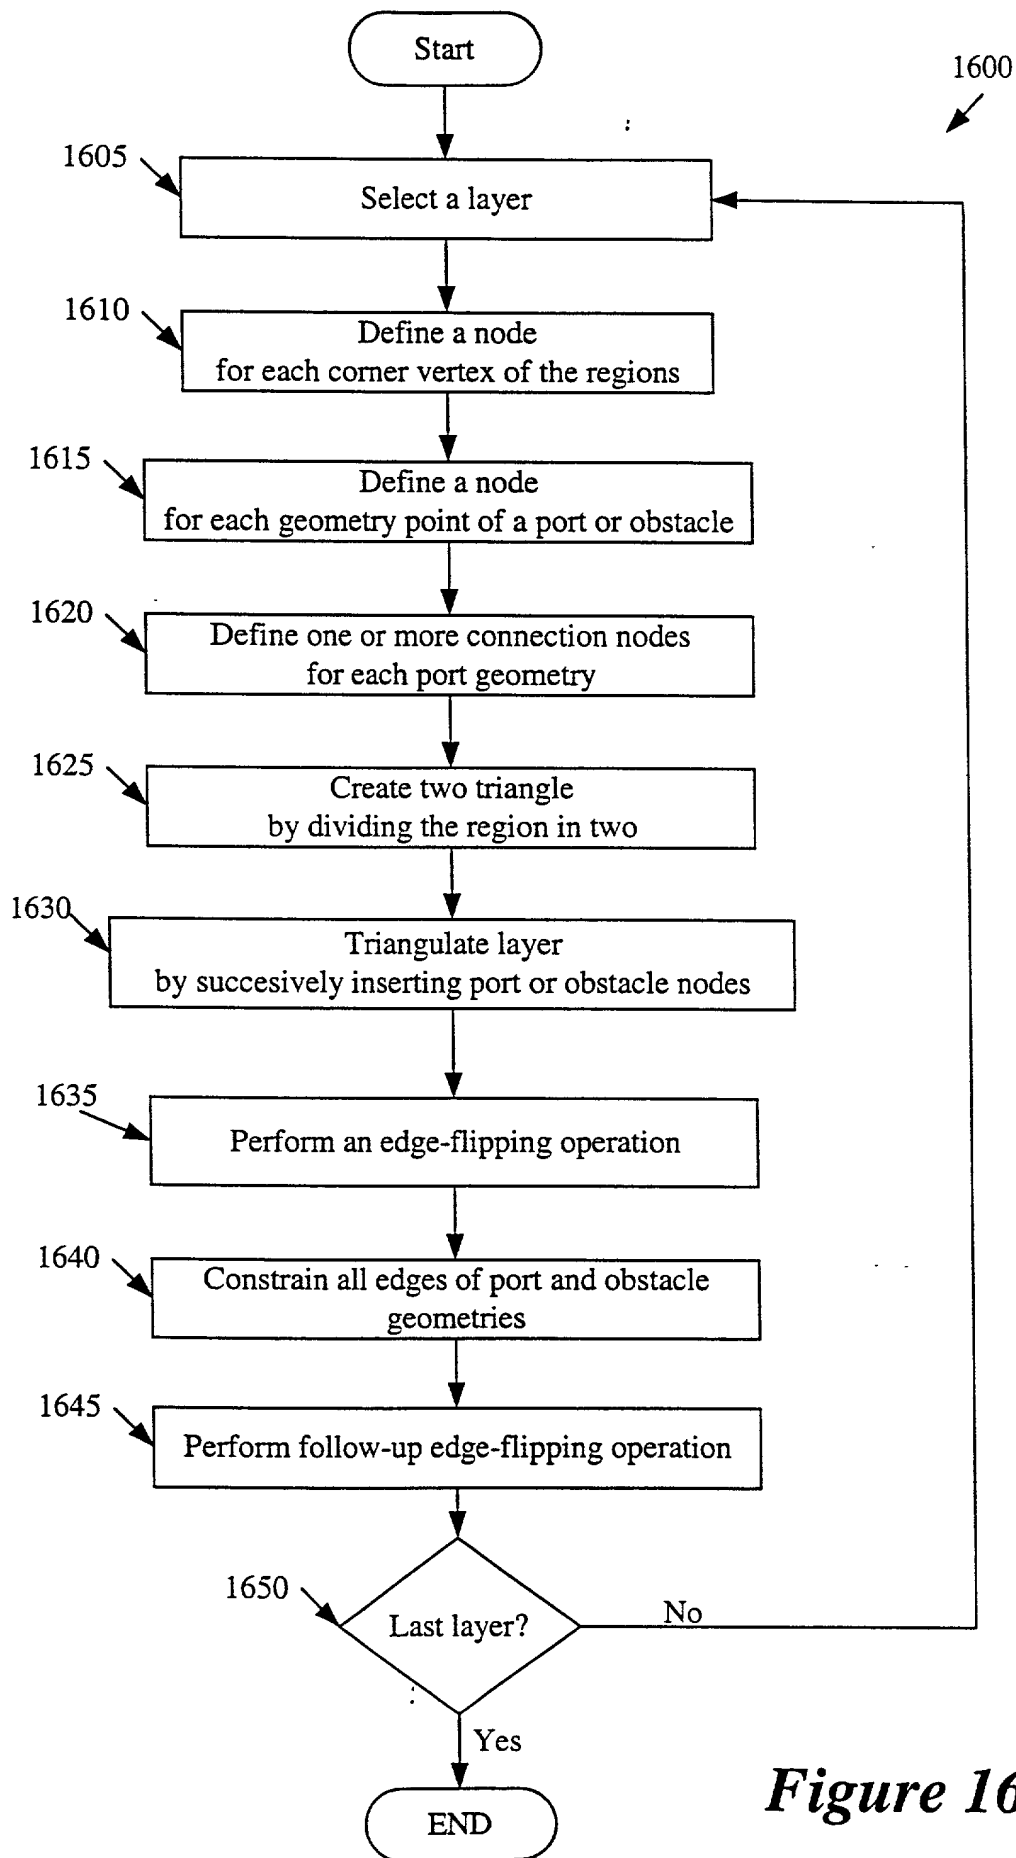 Start
1600
1605
Select a layer
1610
Define a node
for each corner vertex of the regions
1615
Define a node
for each geometry point of a port or obstacle
1620
Define one or more connection nodes
for each port geometry
1625
Create two triangle
by dividing the region in two
1630
Triangulate layer
by succesively inserting port or obstacle nodes
1635
Perform an edge-flipping operation
1640
Constrain all edges of port and obstacle
geometries
1645
Perform follow-up edge-flipping operation
1650
Last layer?
No
Yes
END
Figure 16